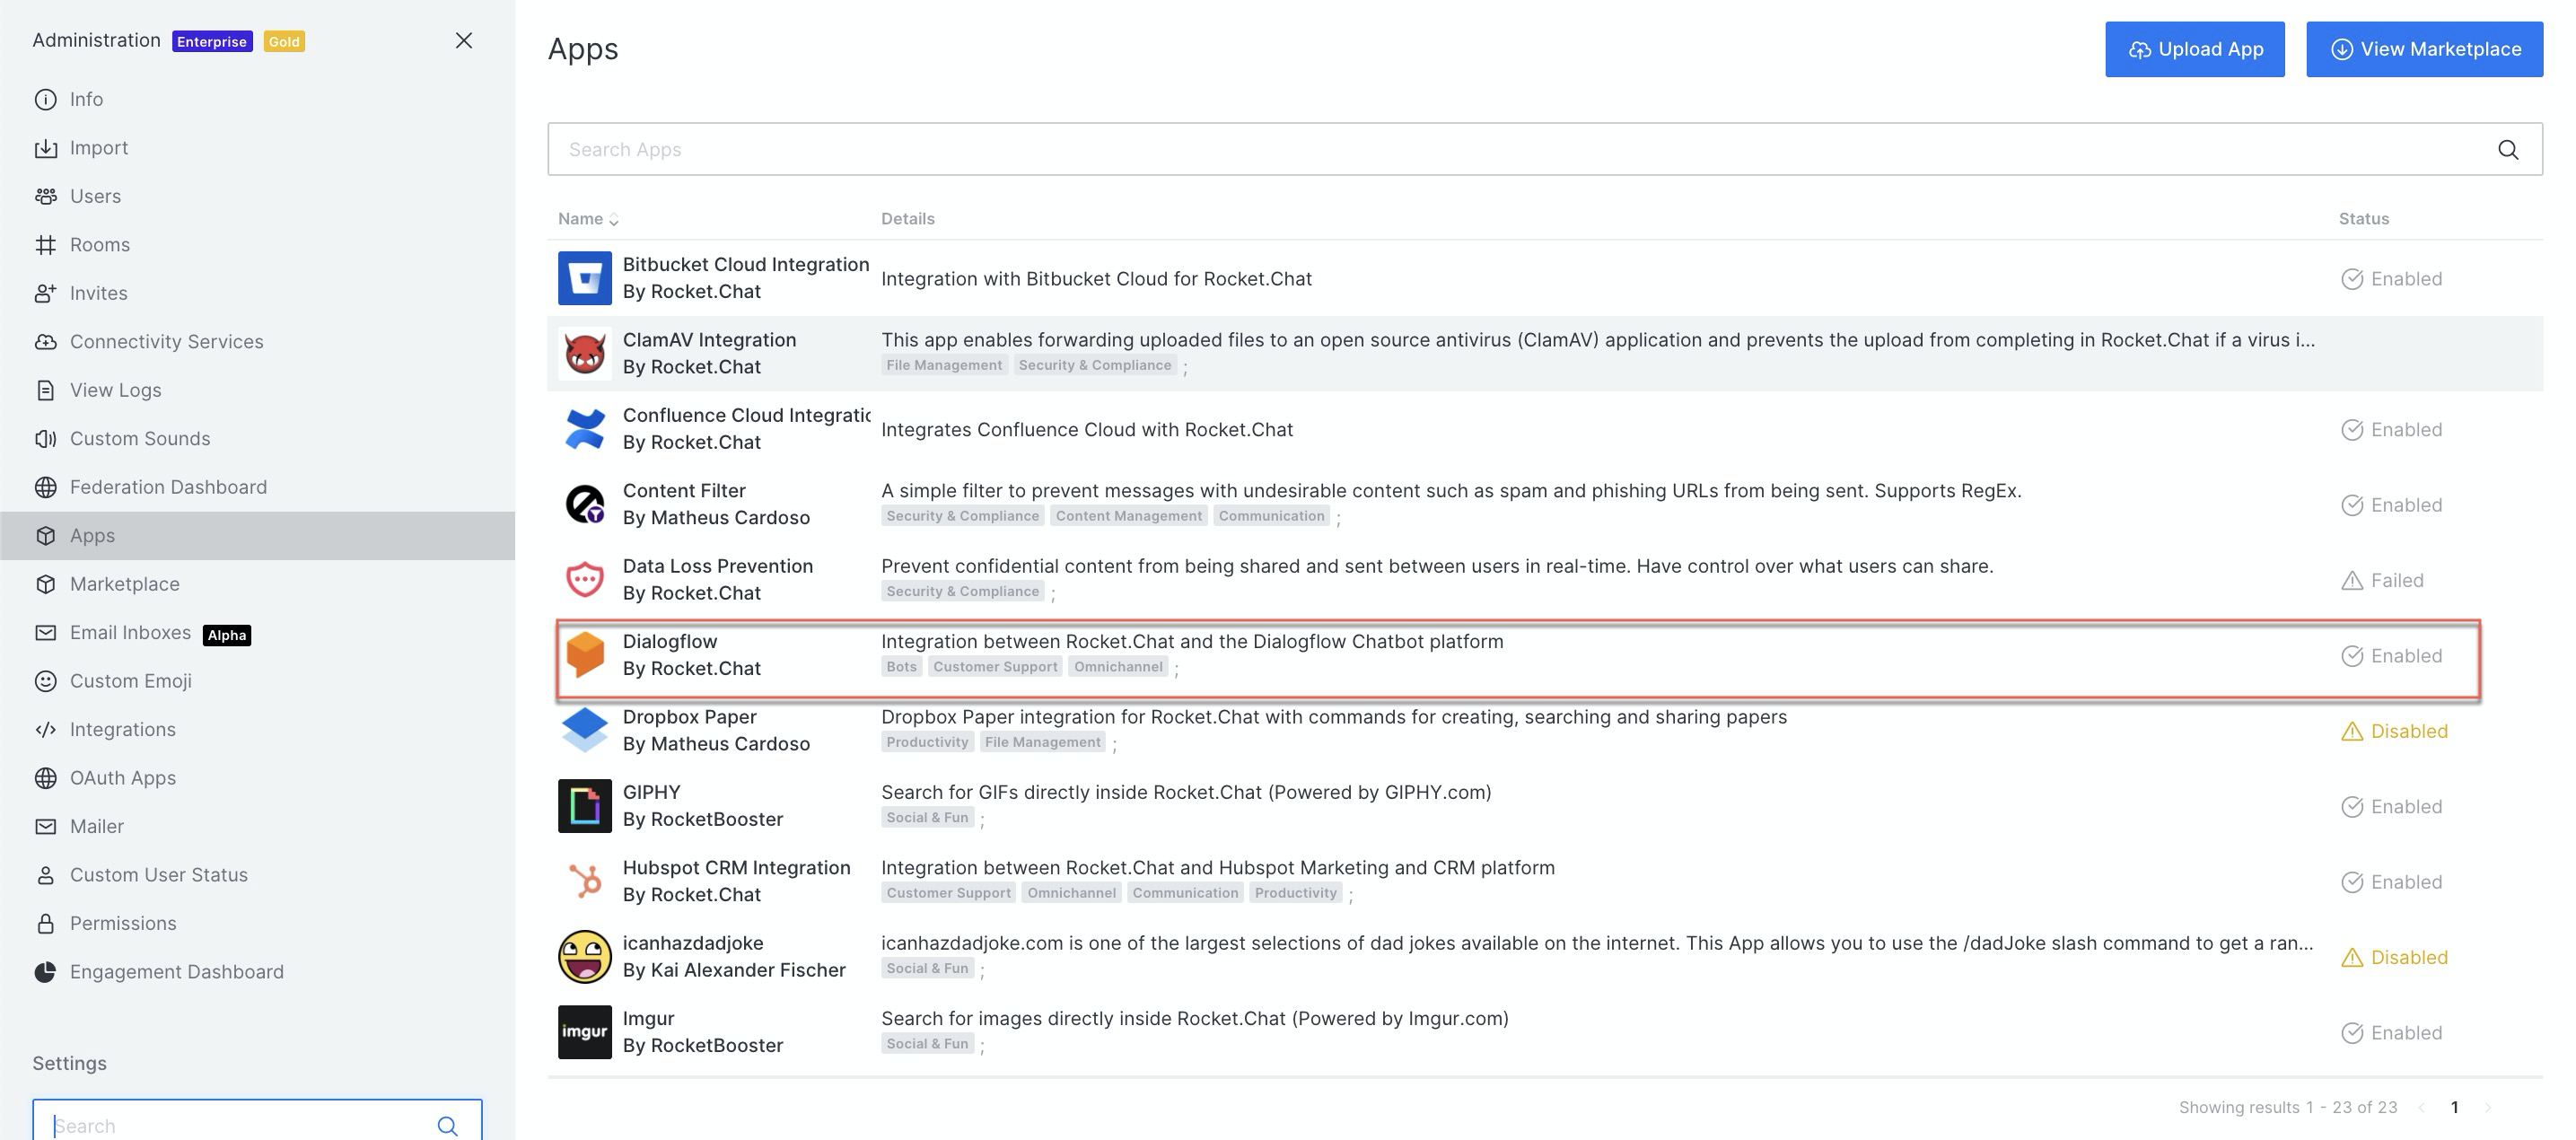 Administration Enterprise Gold
Info
Import
Users
Rooms
Invites
Connectivity Services
View Logs
Custom Sounds
Federation Dashboard
Apps
Marketplace
Email Inboxes Alpha
Custom Emoji
Integrations
OAuth Apps
Mailer
Custom User Status
Permissions
Engagement Dashboard
Settings
Search
Apps
Upload App
View Marketplace
Search Apps
Name Details Status
Bitbucket Cloud Integration
By Rocket.Chat
Integration with Bitbucket Cloud for Rocket.Chat
Enabled
ClamAV Integration
By Rocket.Chat
This app enables forwarding uploaded files to an open source antivirus (ClamAV) application and prevents the upload from completing in Rocket.Chat if a virus i...
File Management Security & Compliance ;
Confluence Cloud Integratic
By Rocket.Chat
Integrates Confluence Cloud with Rocket.Chat
Enabled
Content Filter
By Matheus Cardoso
A simple filter to prevent messages with undesirable content such as spam and phishing URLs from being sent. Supports RegEx.
Security & Compliance Content Management Communication ;
Enabled
Data Loss Prevention
By Rocket.Chat
Prevent confidential content from being shared and sent between users in real-time. Have control over what users can share.
Security & Compliance ;
Failed
Dialogflow
By Rocket.Chat
Integration between Rocket.Chat and the Dialogflow Chatbot platform
Bots Customer Support Omnichannel ;
Enabled
Dropbox Paper
By Matheus Cardoso
Dropbox Paper integration for Rocket.Chat with commands for creating, searching and sharing papers
Productivity File Management ;
Disabled
GIPHY
By RocketBooster
Search for GIFs directly inside Rocket.Chat (Powered by GIPHY.com)
Social & Fun ;
Enabled
Hubspot CRM Integration
By Rocket.Chat
Integration between Rocket.Chat and Hubspot Marketing and CRM platform
Customer Support Omnichannel Communication Productivity ;
Enabled
icanhazdadjoke
By Kai Alexander Fischer
icanhazdadjoke.com is one of the largest selections of dad jokes available on the internet. This App allows you to use the /dadJoke slash command to get a ran...
Social & Fun ;
Disabled
imgur
Imgur
By RocketBooster
Search for images directly inside Rocket.Chat (Powered by Imgur.com)
Social & Fun ;
Enabled
Showing results 1 - 23 of 23 ‹ 1 ›